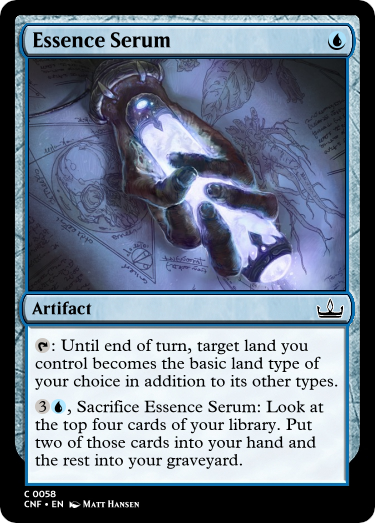 Essence Serum
Artifact
: Until end of turn, target land you
control becomes the basic land type of
your choice in addition to its other types.
3, Sacrifice Essence Serum: Look at
the top four cards of your library. Put
two of those cards into your hand and
the rest into your graveyard.
C 0058
CNF • EN Matt Hansen